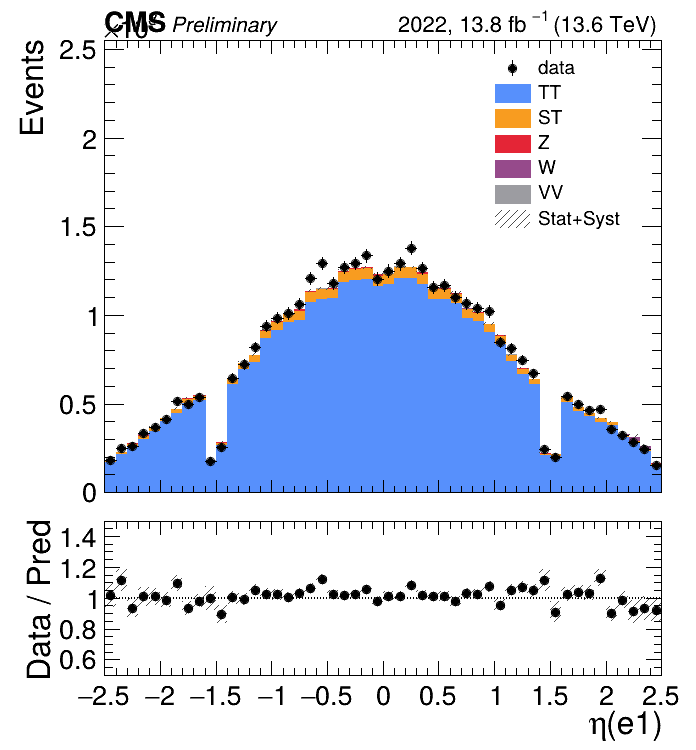 CMS Preliminary 2022, 13.8 fb⁻¹ (13.6 TeV)
2.5
2
1.5
1
0.5
0
Events
data
TT
ST
Z
W
VV
Stat+Syst
1.4
1.2
1
0.8
0.6
Data / Pred
−2.5 −2 −1.5 −1 −0.5 0 0.5 1 1.5 2 2.5
η(e1)